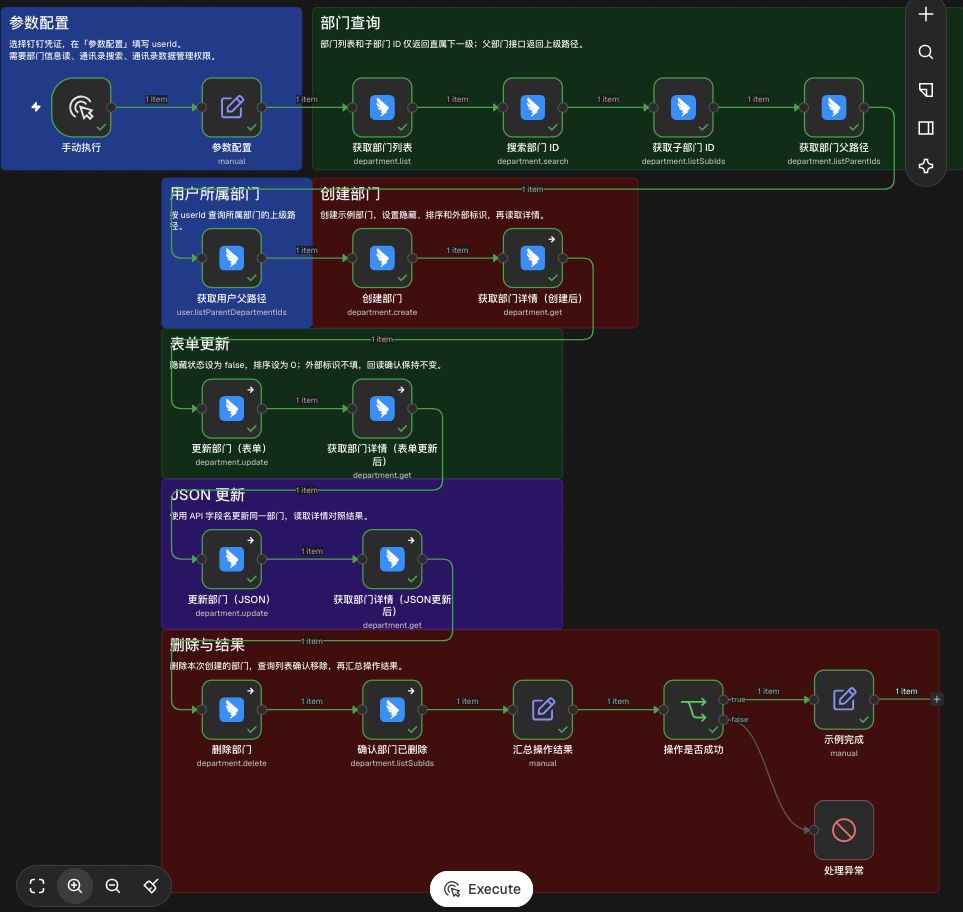 参数配置
选择钉钉凭证，在「参数配置」填写 userId。
需要部门信息读、通讯录搜索、通讯录数据管理权限。
1 item
手动执行
参数配置
manual
1 item
部门查询
部门列表和子部门 ID 仅返回直属下一级；父部门接口返回上级路径。
1 item
1 item
1 item
获取部门列表
department.list
搜索部门 ID
department.search
获取子部门 ID
department.listSubIds
获取部门父路径
department.listParentIds
1 item
用户所属部门
按 userId 查询所属部门的上级路
径。
1 item
获取用户父路径
user.listParentDepartmentIds
创建部门
创建示例部门，设置隐藏、排序和外部标识，再读取详情。
1 item
创建部门
department.create
获取部门详情（创建后）
department.get
1 item
表单更新
隐藏状态设为 false，排序设为 0；外部标识不填，回读确认保持不变。
1 item
更新部门（表单）
department.update
获取部门详情（表单更新
后）
department.get
1 item
JSON 更新
使用 API 字段名更新同一部门，读取详情对照结果。
1 item
更新部门（JSON）
department.update
获取部门详情（JSON更新
后）
department.get
1 item
删除与结果
删除本次创建的部门，查询列表确认移除，再汇总操作结果。
1 item
1 item
1 item
true
1 item
1 item
false
删除部门
department.delete
确认部门已删除
department.listSubIds
汇总操作结果
manual
操作是否成功
示例完成
manual
处理异常
Execute